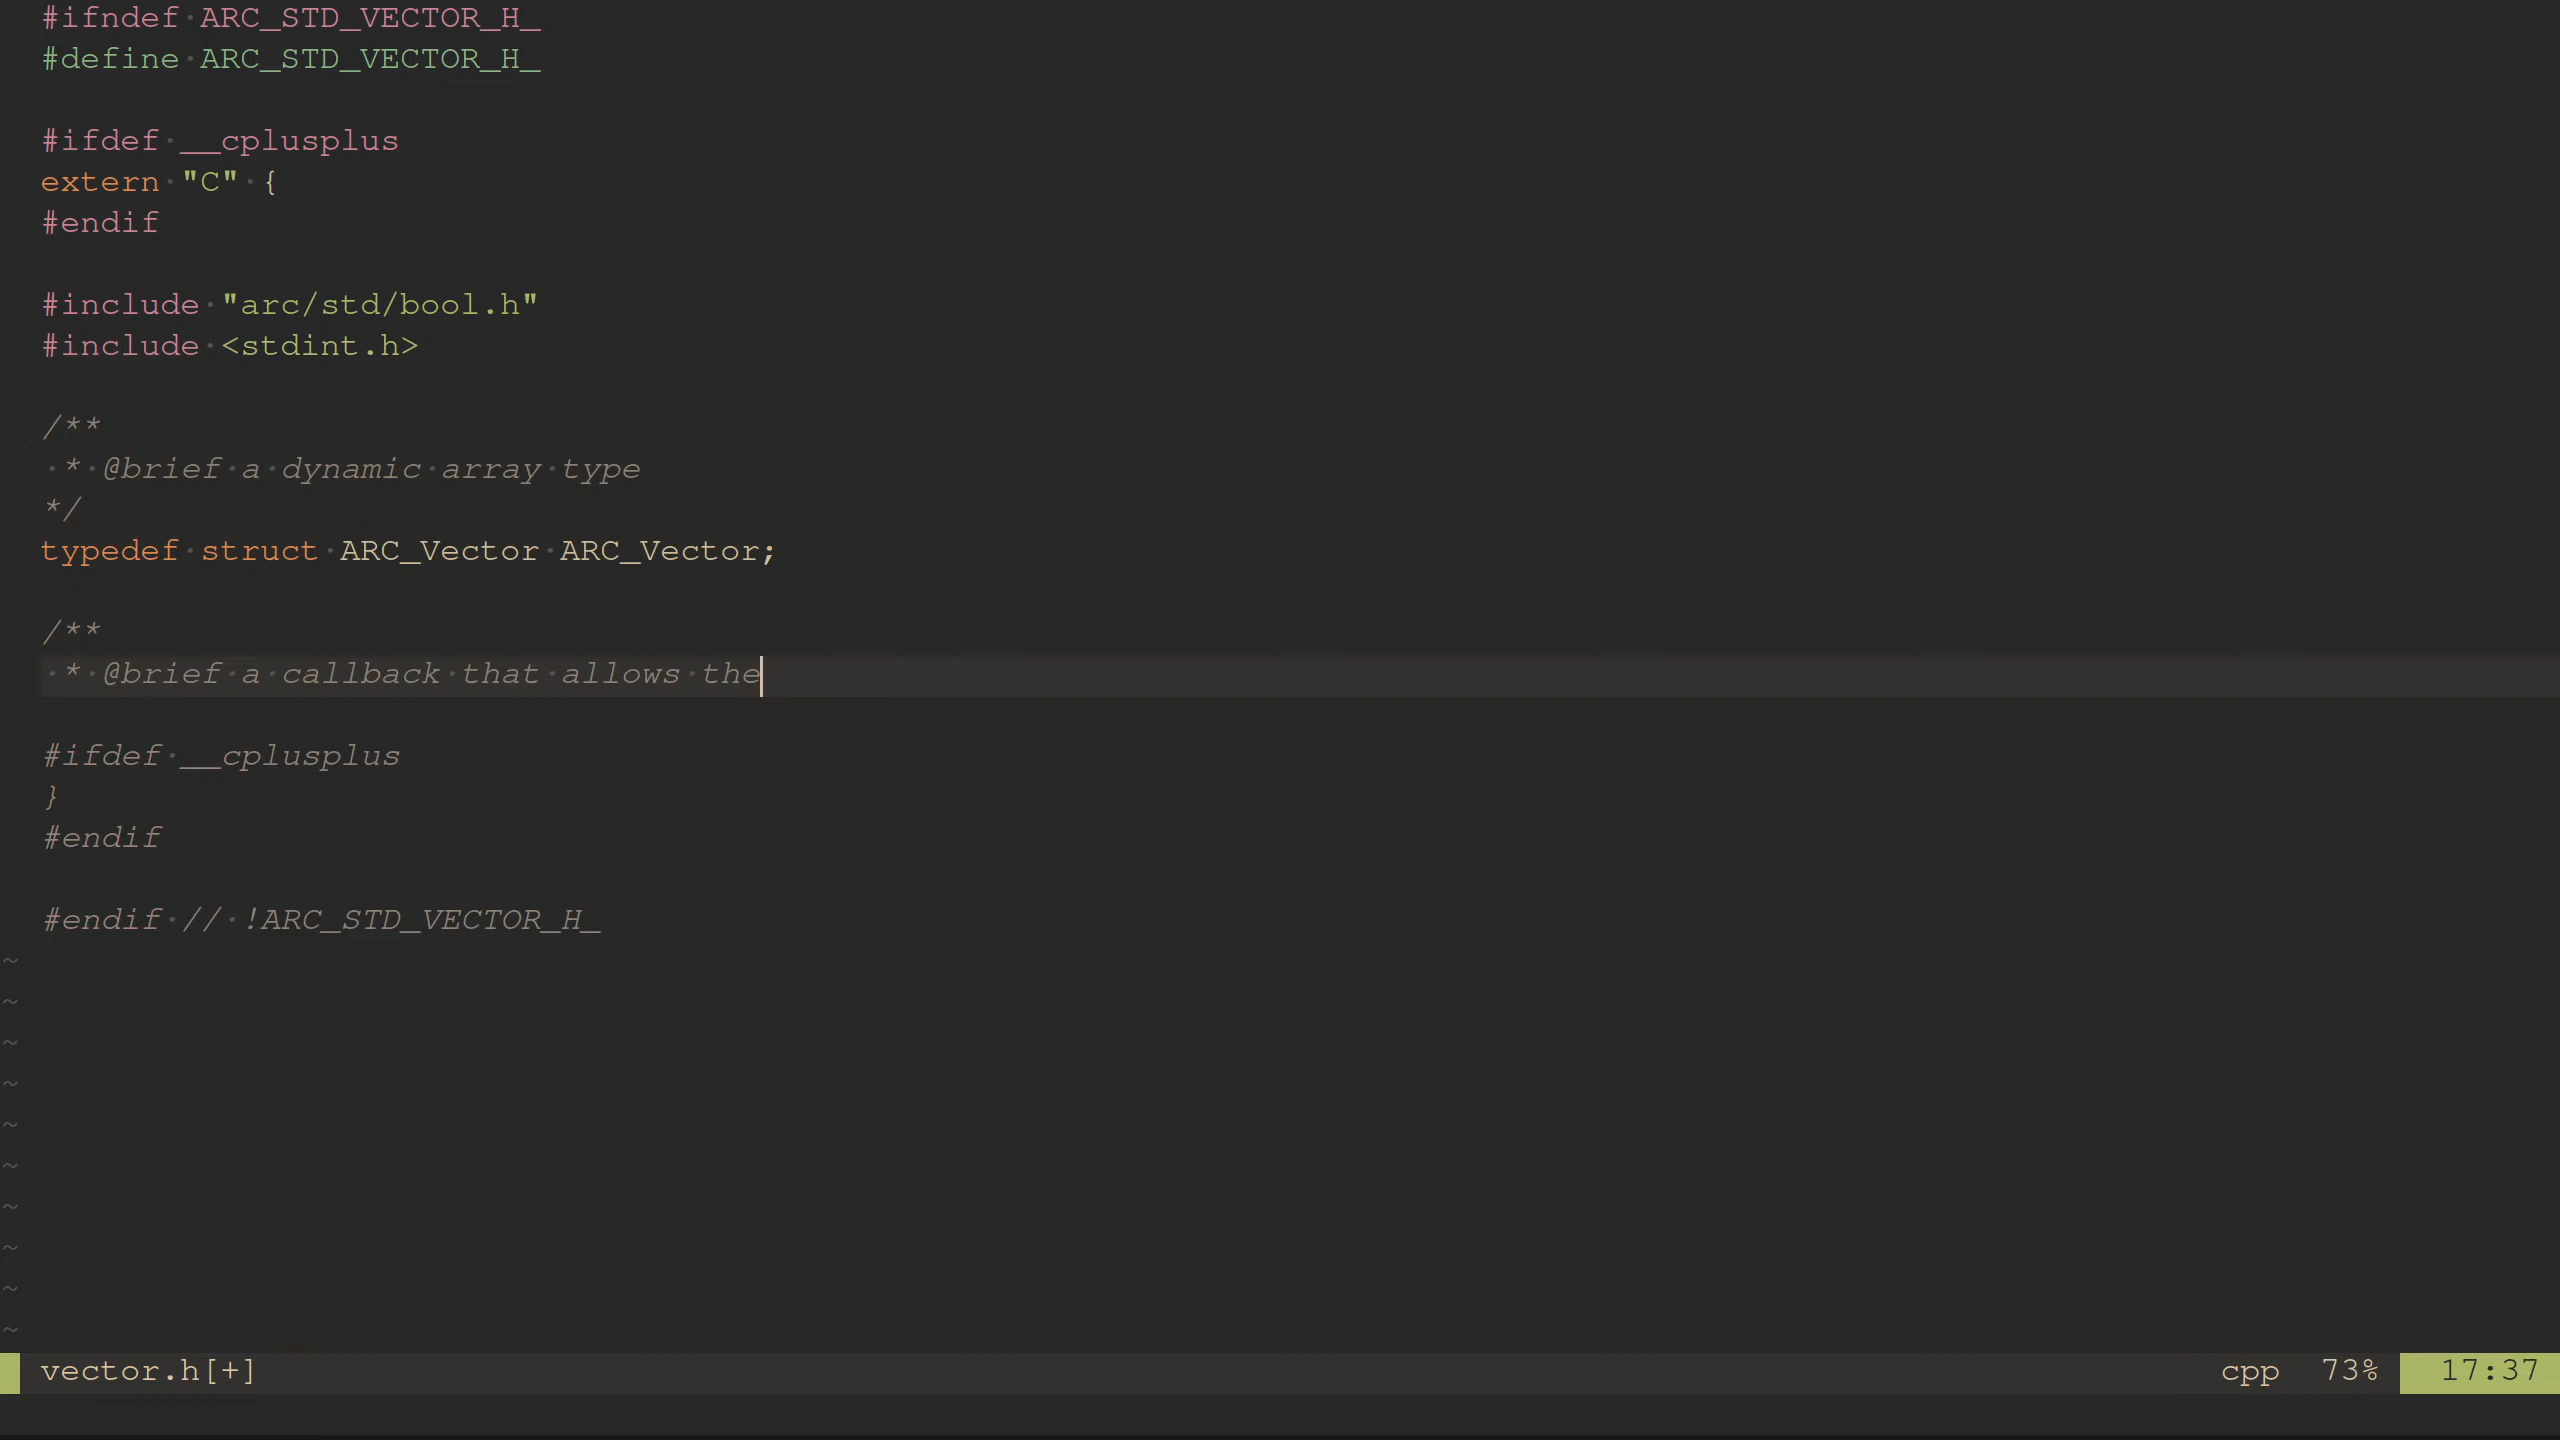 #ifndef ARC_STD_VECTOR_H_
#define ARC_STD_VECTOR_H_

#ifdef __cplusplus
extern "C" {
#endif

#include "arc/std/bool.h"
#include <stdint.h>

/**
 * @brief a dynamic array type
*/
typedef struct ARC_Vector ARC_Vector;

/**
 * @brief a callback that allows the

#ifdef __cplusplus
}
#endif

#endif // !ARC_STD_VECTOR_H_
~
~
~
~
~
~
~
~
~
~
vector.h[+] cpp 73% 17:37